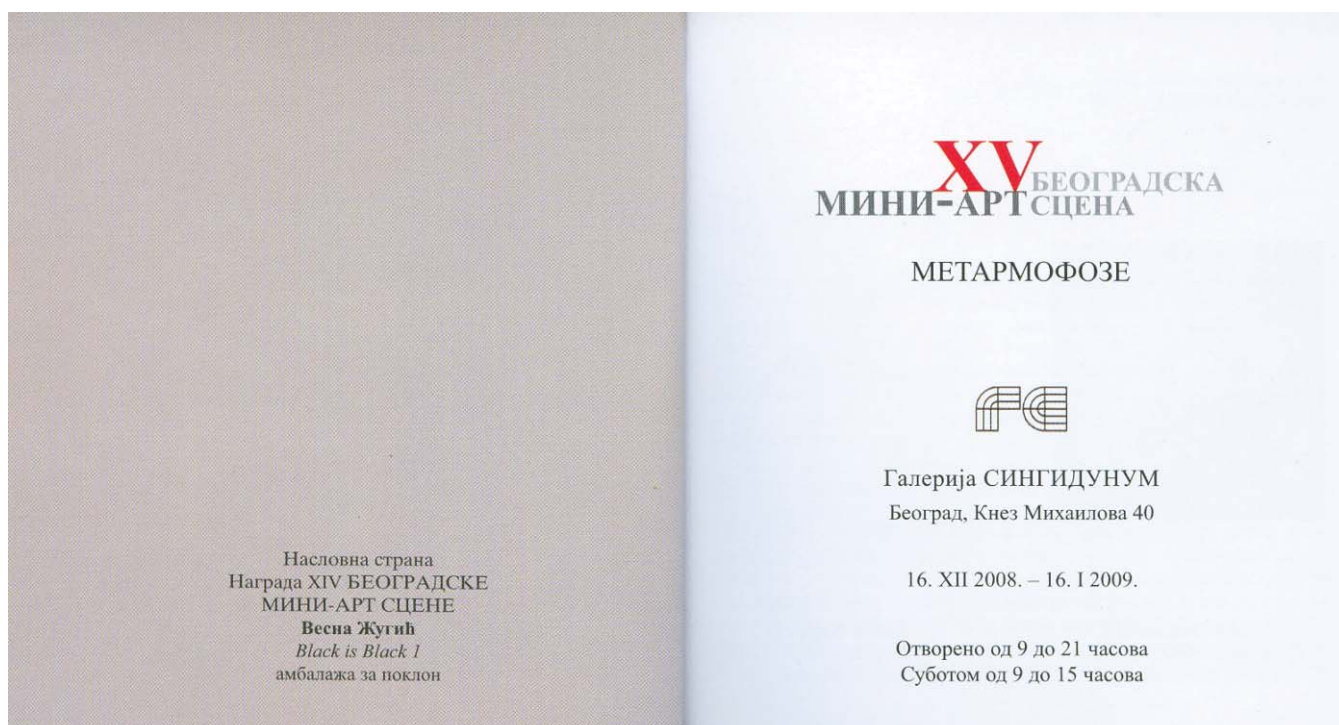 Насловна страна
Награда XIV БЕОГРАДСКЕ
МИНИ-АРТ СЦЕНЕ
Весна Жугић
Black is Black 1
амбалажа за поклон
XV БЕОГРАДСКА
МИНИ-АРТ СЦЕНА
МЕТАРМОФОЗЕ
Галерија СИНГИДУНУМ
Београд, Кнез Михаилова 40
16. XII 2008. – 16. I 2009.
Отворено од 9 до 21 часова
Суботом од 9 до 15 часова